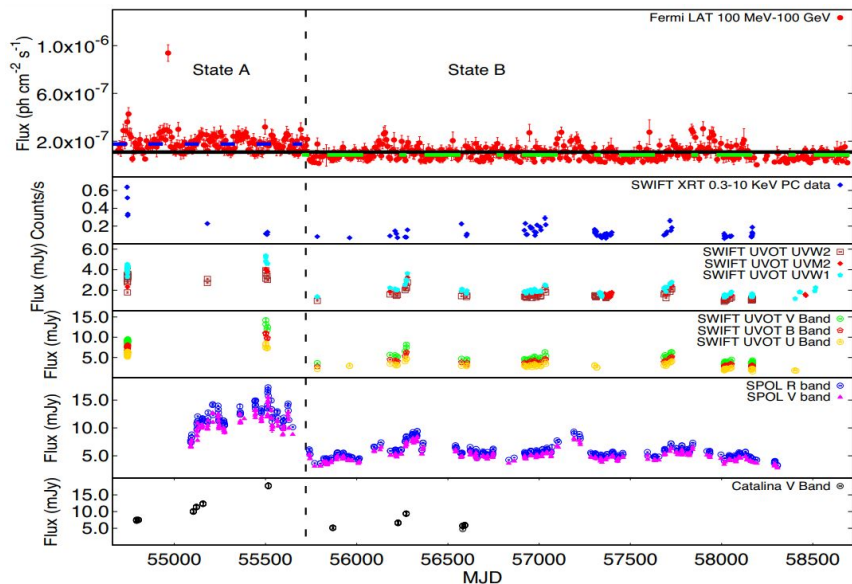 Fermi LAT 100 MeV-100 GeV
State A
State B
Flux (ph cm⁻² s⁻¹)
1.0x10⁻⁶
6.0x10⁻⁷
2.0x10⁻⁷
SWIFT XRT 0.3-10 KeV PC data
Counts/s
0.6
0.4
0.2
SWIFT UVOT UVW2
SWIFT UVOT UVM2
SWIFT UVOT UVW1
Flux (mJy)
6.0
4.0
2.0
SWIFT UVOT V Band
SWIFT UVOT B Band
SWIFT UVOT U Band
Flux (mJy)
15.0
10.0
5.0
SPOL R band
SPOL V band
Flux (mJy)
15.0
10.0
5.0
Catalina V Band
Flux (mJy)
15.0
10.0
5.0
55000 55500 56000 56500 57000 57500 58000 58500
MJD